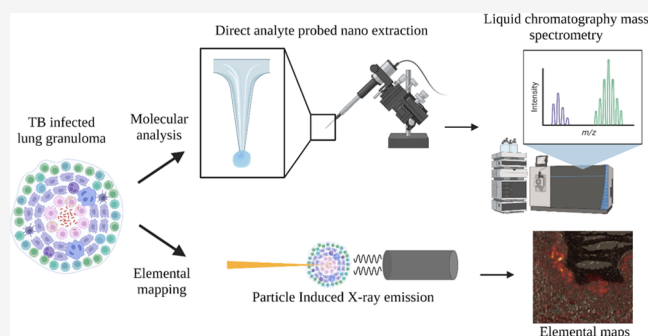 Direct analyte probed nano extraction
Liquid chromatography mass
spectrometry
Intensity
m/z
TB infected
lung granuloma
Molecular
analysis
Elemental
mapping
Particle Induced X-ray emission
Elemental maps